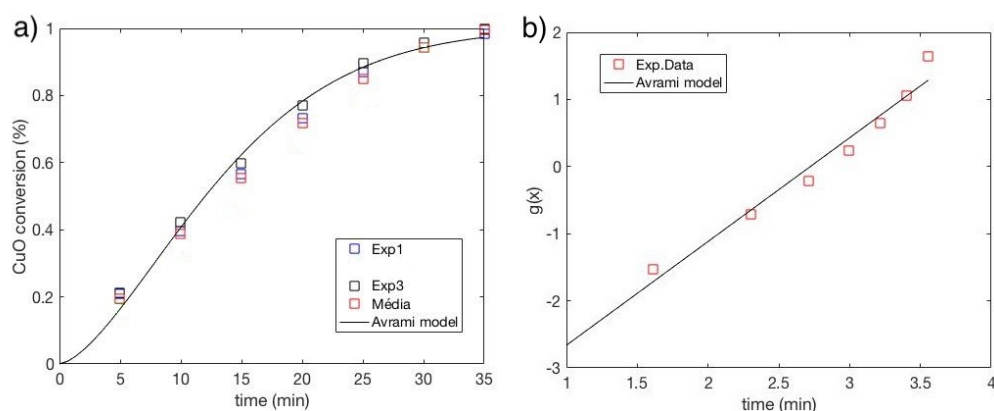 a)
CuO conversion (%)
1
0.8
0.6
0.4
0.2
0
0 5 10 15 20 25 30 35
time (min)
Exp1
Exp3
Média
Avrami model
b)
g(x)
2
1
0
-1
-2
-3
1 1.5 2 2.5 3 3.5 4
time (min)
Exp.Data
Avrami model